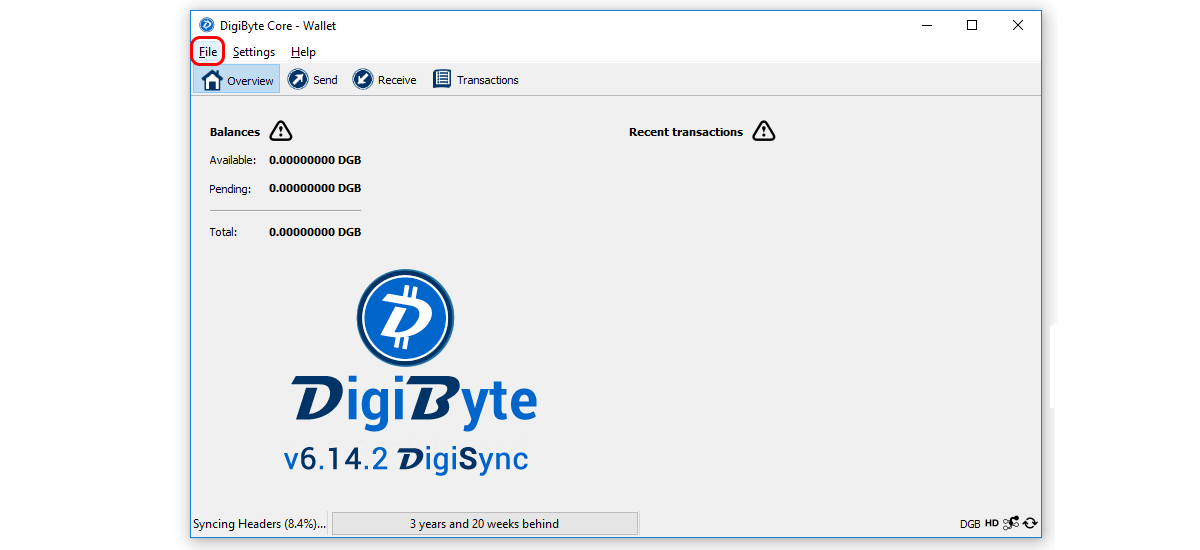 DigiByte Core - Wallet
File Settings Help
Overview Send Receive Transactions
Balances Recent transactions
Available: 0.00000000 DGB
Pending: 0.00000000 DGB
Total: 0.00000000 DGB
DigiByte
v6.14.2 DigiSync
Syncing Headers (8.4%)... 3 years and 20 weeks behind DGB HD